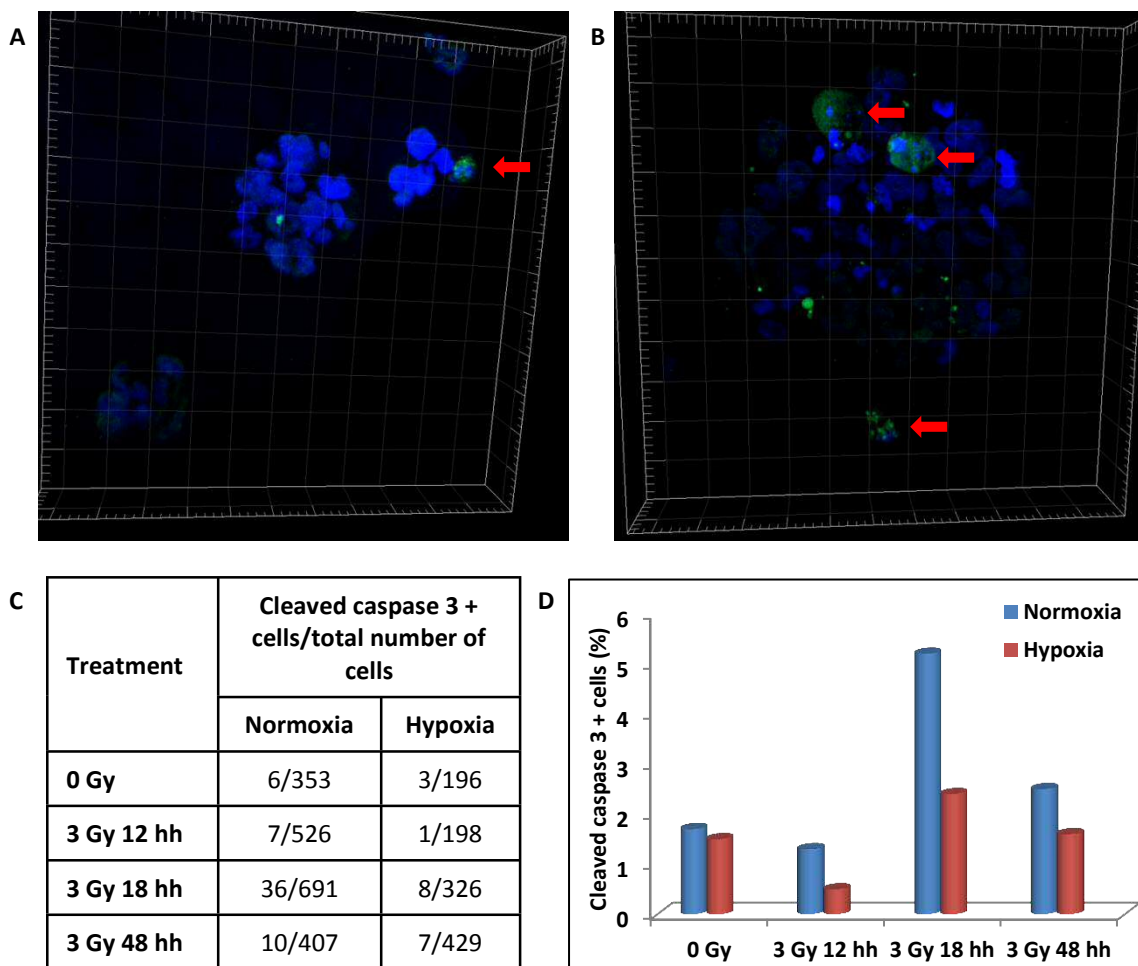 A
B
C
Treatment
Cleaved caspase 3 +
cells/total number of
cells
Normoxia Hypoxia
0 Gy 6/353 3/196
3 Gy 12 hh 7/526 1/198
3 Gy 18 hh 36/691 8/326
3 Gy 48 hh 10/407 7/429
D
Cleaved caspase 3 + cells (%)
6
5
4
3
2
1
0
Normoxia
Hypoxia
0 Gy 3 Gy 12 hh 3 Gy 18 hh 3 Gy 48 hh